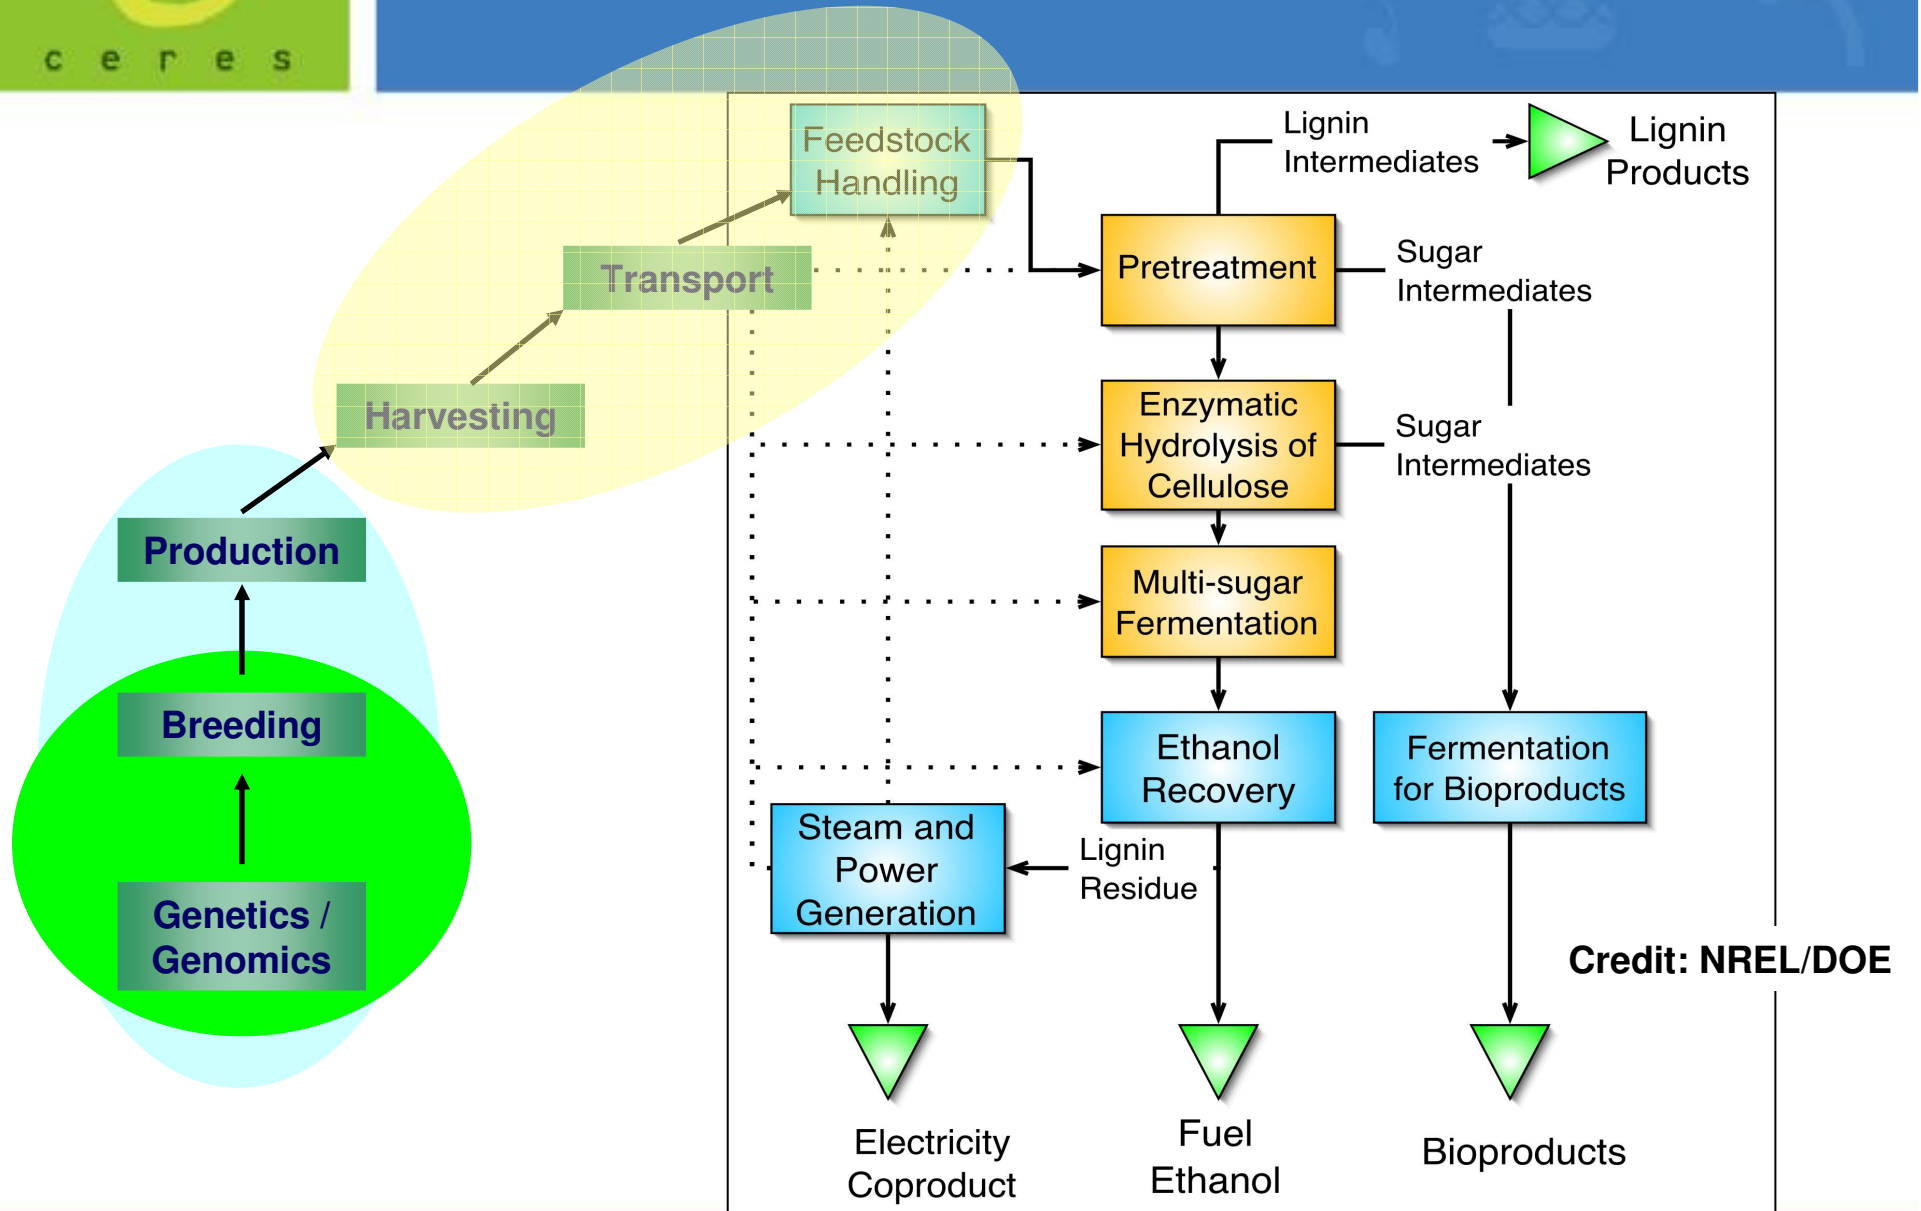 ceres
Feedstock
Handling
Lignin
Intermediates
Lignin
Products
Transport
Pretreatment
Sugar
Intermediates
Harvesting
Enzymatic
Hydrolysis of
Cellulose
Sugar
Intermediates
Production
Multi-sugar
Fermentation
Breeding
Ethanol
Recovery
Fermentation
for Bioproducts
Steam and
Power
Generation
Lignin
Residue
Genetics /
Genomics
Credit: NREL/DOE
Electricity
Coproduct
Fuel
Ethanol
Bioproducts